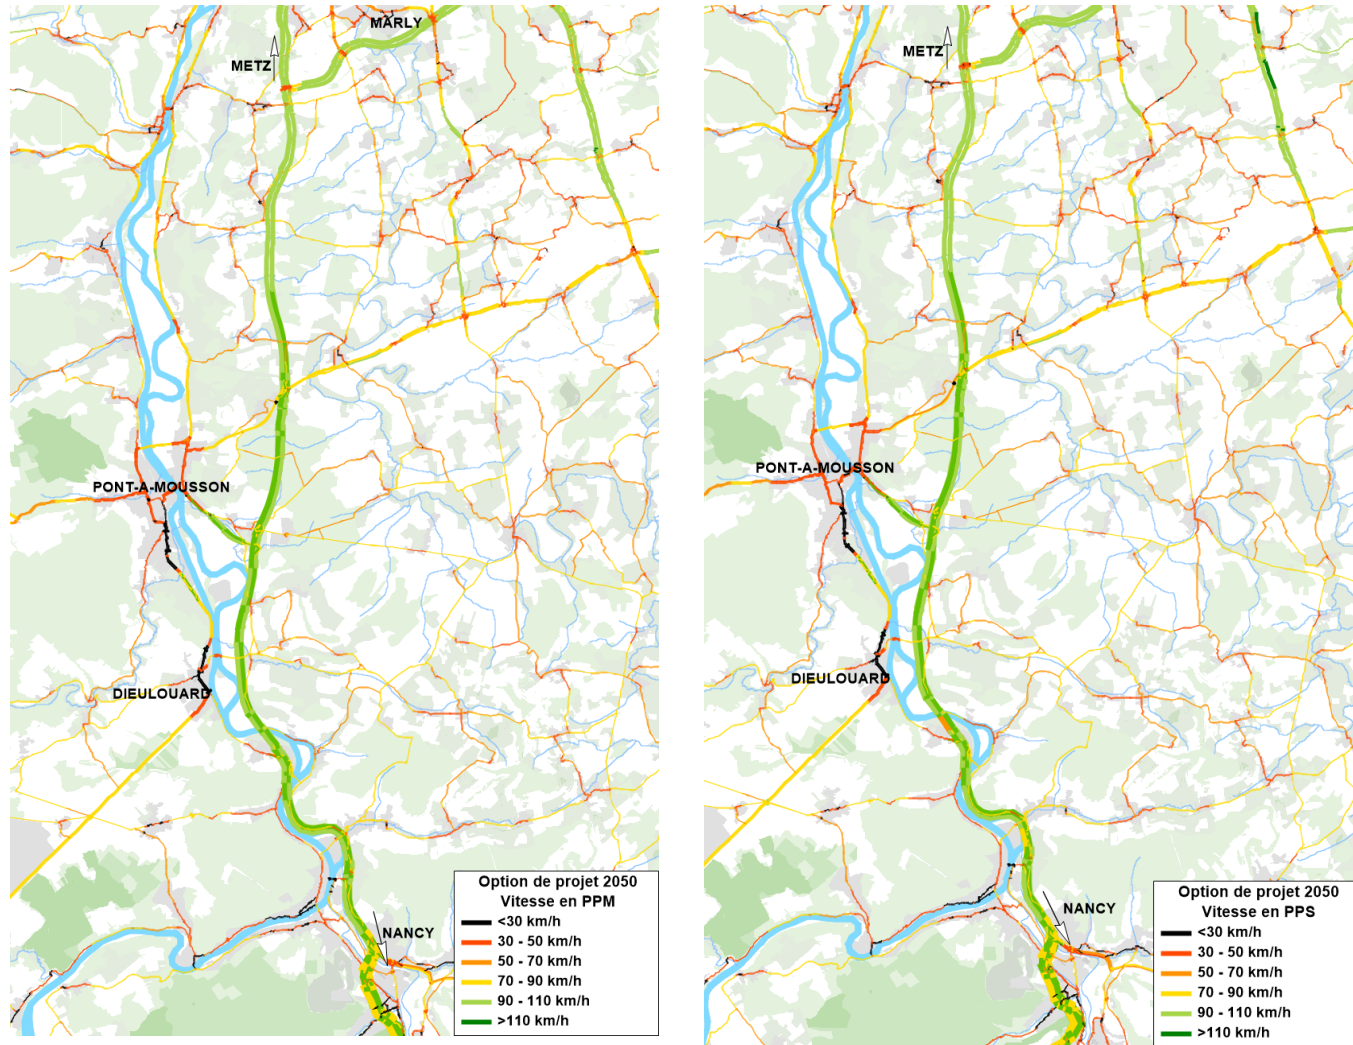 MARLY
METZ
PONT-A-MOUSSON
DIEULOUARD
NANCY
Option de projet 2050
Vitesse en PPM
<30 km/h
30 - 50 km/h
50 - 70 km/h
70 - 90 km/h
90 - 110 km/h
>110 km/h
METZ
PONT-A-MOUSSON
DIEULOUARD
NANCY
Option de projet 2050
Vitesse en PPS
<30 km/h
30 - 50 km/h
50 - 70 km/h
70 - 90 km/h
90 - 110 km/h
>110 km/h